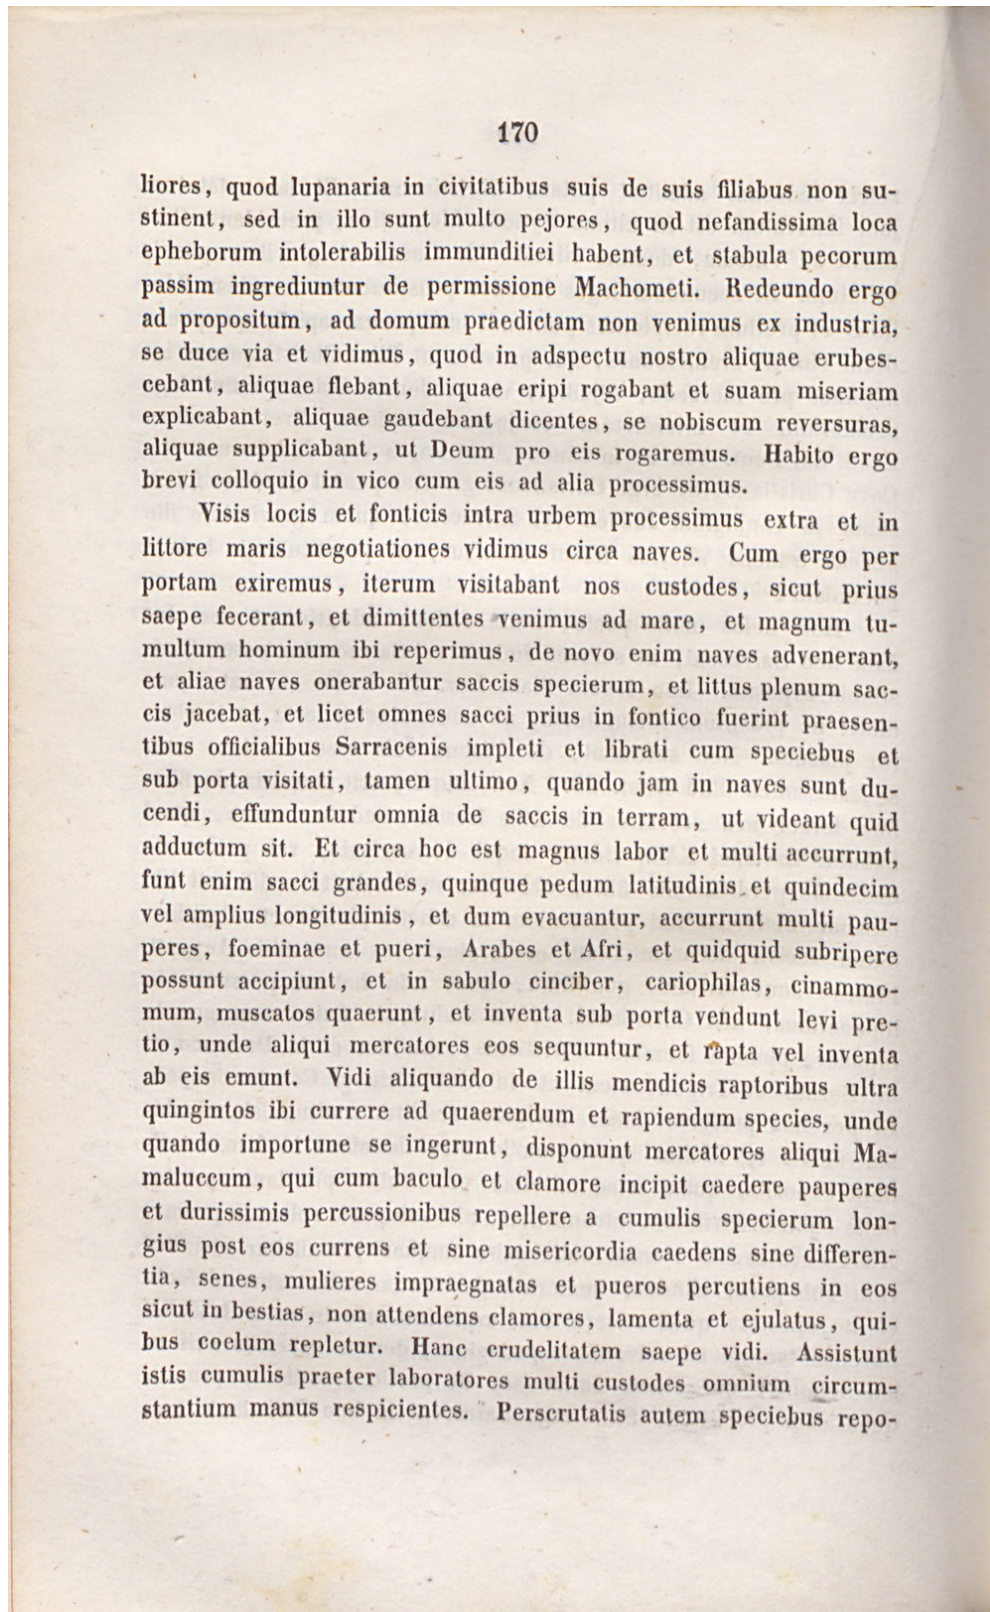 170
liores, quod lupanaria in civitatibus suis de suis filiabus non su-
stinent, sed in illo sunt multo pejores, quod nefandissima loca
epheborum intolerabilis immunditiei habent, et stabula pecorum
passim ingrediuntur de permissione Machometi. Redeundo ergo
ad propositum, ad domum praedictam non venimus ex industria,
se duce via et vidimus, quod in adspectu nostro aliquae erubes-
cebant, aliquae flebant, aliquae eripi rogabant et suam miseriam
explicabant, aliquae gaudebant dicentes, se nobiscum reversuras,
aliquae supplicabant, ut Deum pro eis rogaremus. Habito ergo
brevi colloquio in vico cum eis ad alia processimus.
Visis locis et fonticis intra urbem processimus extra et in
littore maris negotiationes vidimus circa naves. Cum ergo per
portam exiremus, iterum visitabant nos custodes, sicut prius
saepe fecerant, et dimittentes venimus ad mare, et magnum tu-
multum hominum ibi reperimus, de novo enim naves advenerant,
et aliae naves onerabantur saccis specierum, et littus plenum sac-
cis jacebat, et licet omnes sacci prius in fontico fuerint praesen-
tibus officialibus Sarracenis impleti et librati cum speciebus et
sub porta visitati, tamen ultimo, quando jam in naves sunt du-
cendi, effunduntur omnia de saccis in terram, ut videant quid
adductum sit. Et circa hoc est magnus labor et multi accurrunt,
funt enim sacci grandes, quinque pedum latitudinis et quindecim
vel amplius longitudinis, et dum evacuantur, accurrunt multi pau-
peres, foeminae et pueri, Arabes et Afri, et quidquid subripere
possunt accipiunt, et in sabulo cinciber, cariophilas, cinammo-
mum, muscatos quaerunt, et inventa sub porta vendunt levi pre-
tio, unde aliqui mercatores eos sequuntur, et rapta vel inventa
ab eis emunt. Vidi aliquando de illis mendicis raptoribus ultra
quingintos ibi currere ad quaerendum et rapiendum species, unde
quando importune se ingerunt, disponunt mercatores aliqui Ma-
maluccum, qui cum baculo et clamore incipit caedere pauperes
et durissimis percussionibus repellere a cumulis specierum lon-
gius post eos currens et sine misericordia caedens sine differen-
tia, senes, mulieres impraegnatas et pueros percutiens in eos
sicut in bestias, non attendens clamores, lamenta et ejulatus, qui-
bus coelum repletur. Hanc crudelitatem saepe vidi. Assistunt
istis cumulis praeter laboratores multi custodes omnium circum-
stantium manus respicientes. Perscrutatis autem speciebus repo-